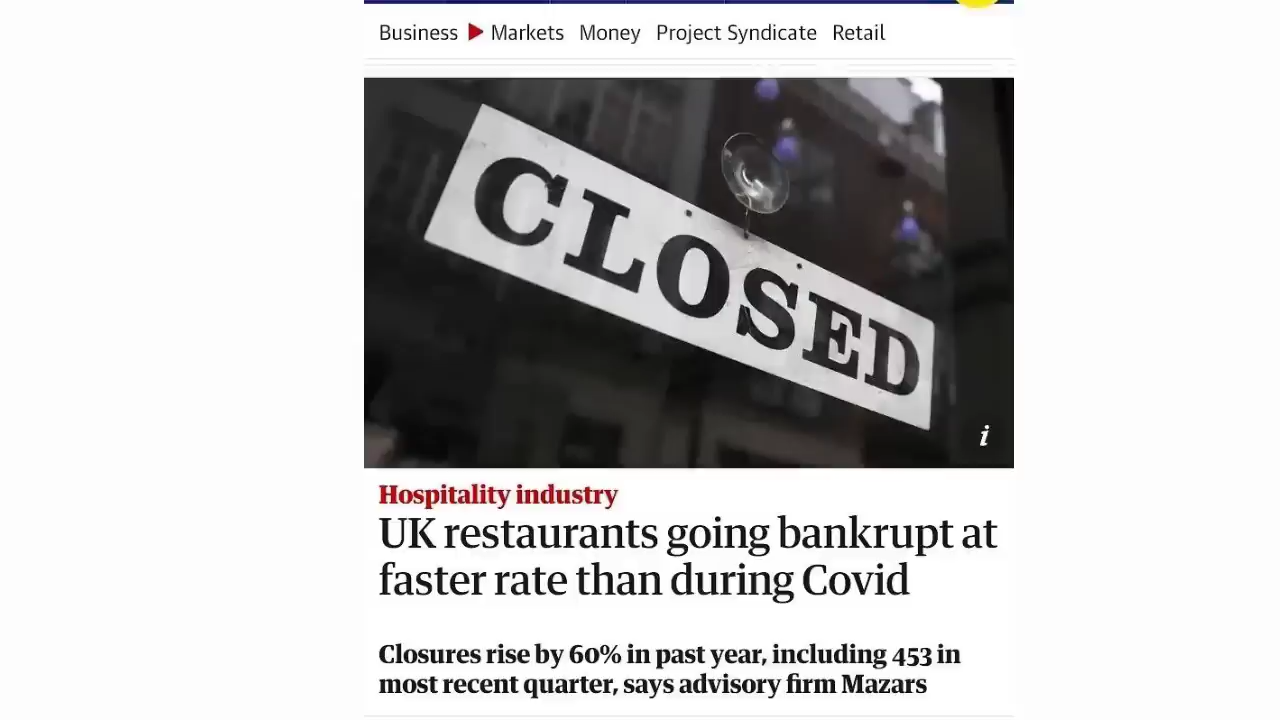 Business Markets Money Project Syndicate Retail
CLOSED
i
Hospitality industry
UK restaurants going bankrupt at
faster rate than during Covid
Closures rise by 60% in past year, including 453 in
most recent quarter, says advisory firm Mazars